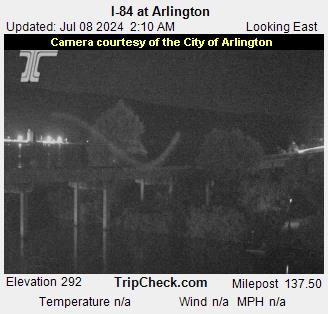 I-84 at Arlington
Updated: Jul 08 2024 2:10 AM Looking East
Camera courtesy of the City of Arlington
Elevation 292 TripCheck.com Milepost 137.50
Temperature n/a Wind n/a MPH n/a